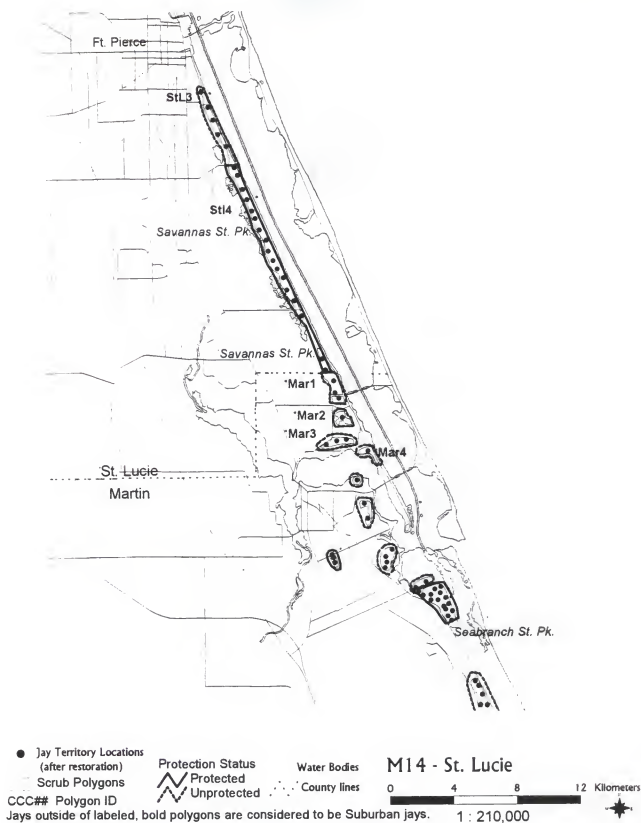 Ft. Pierce
StL3
Stl4
Savannas St. Pk.
Savannas St. Pk.
*Mar1
*Mar2
*Mar3
Mar4
St. Lucie
Martin
Seabranch St. Pk.
Jay Territory Locations
(after restoration)
Scrub Polygons
CCC## Polygon ID
Protection Status
Protected
Unprotected
Water Bodies
County lines
M14 - St. Lucie
0 4 8 12 Kilometers
1 : 210,000
Jays outside of labeled, bold polygons are considered to be Suburban jays.